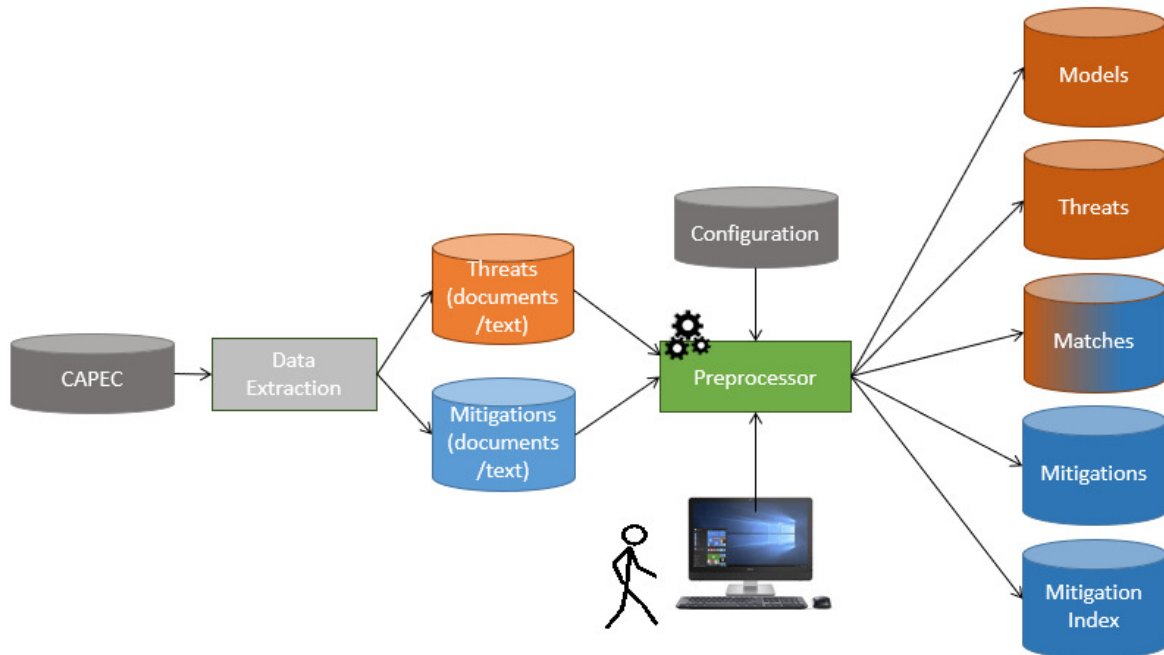 CAPEC
Data
Extraction
Threats
(documents
/text)
Mitigations
(documents
/text)
Configuration
Preprocessor
Models
Threats
Matches
Mitigations
Mitigation
Index